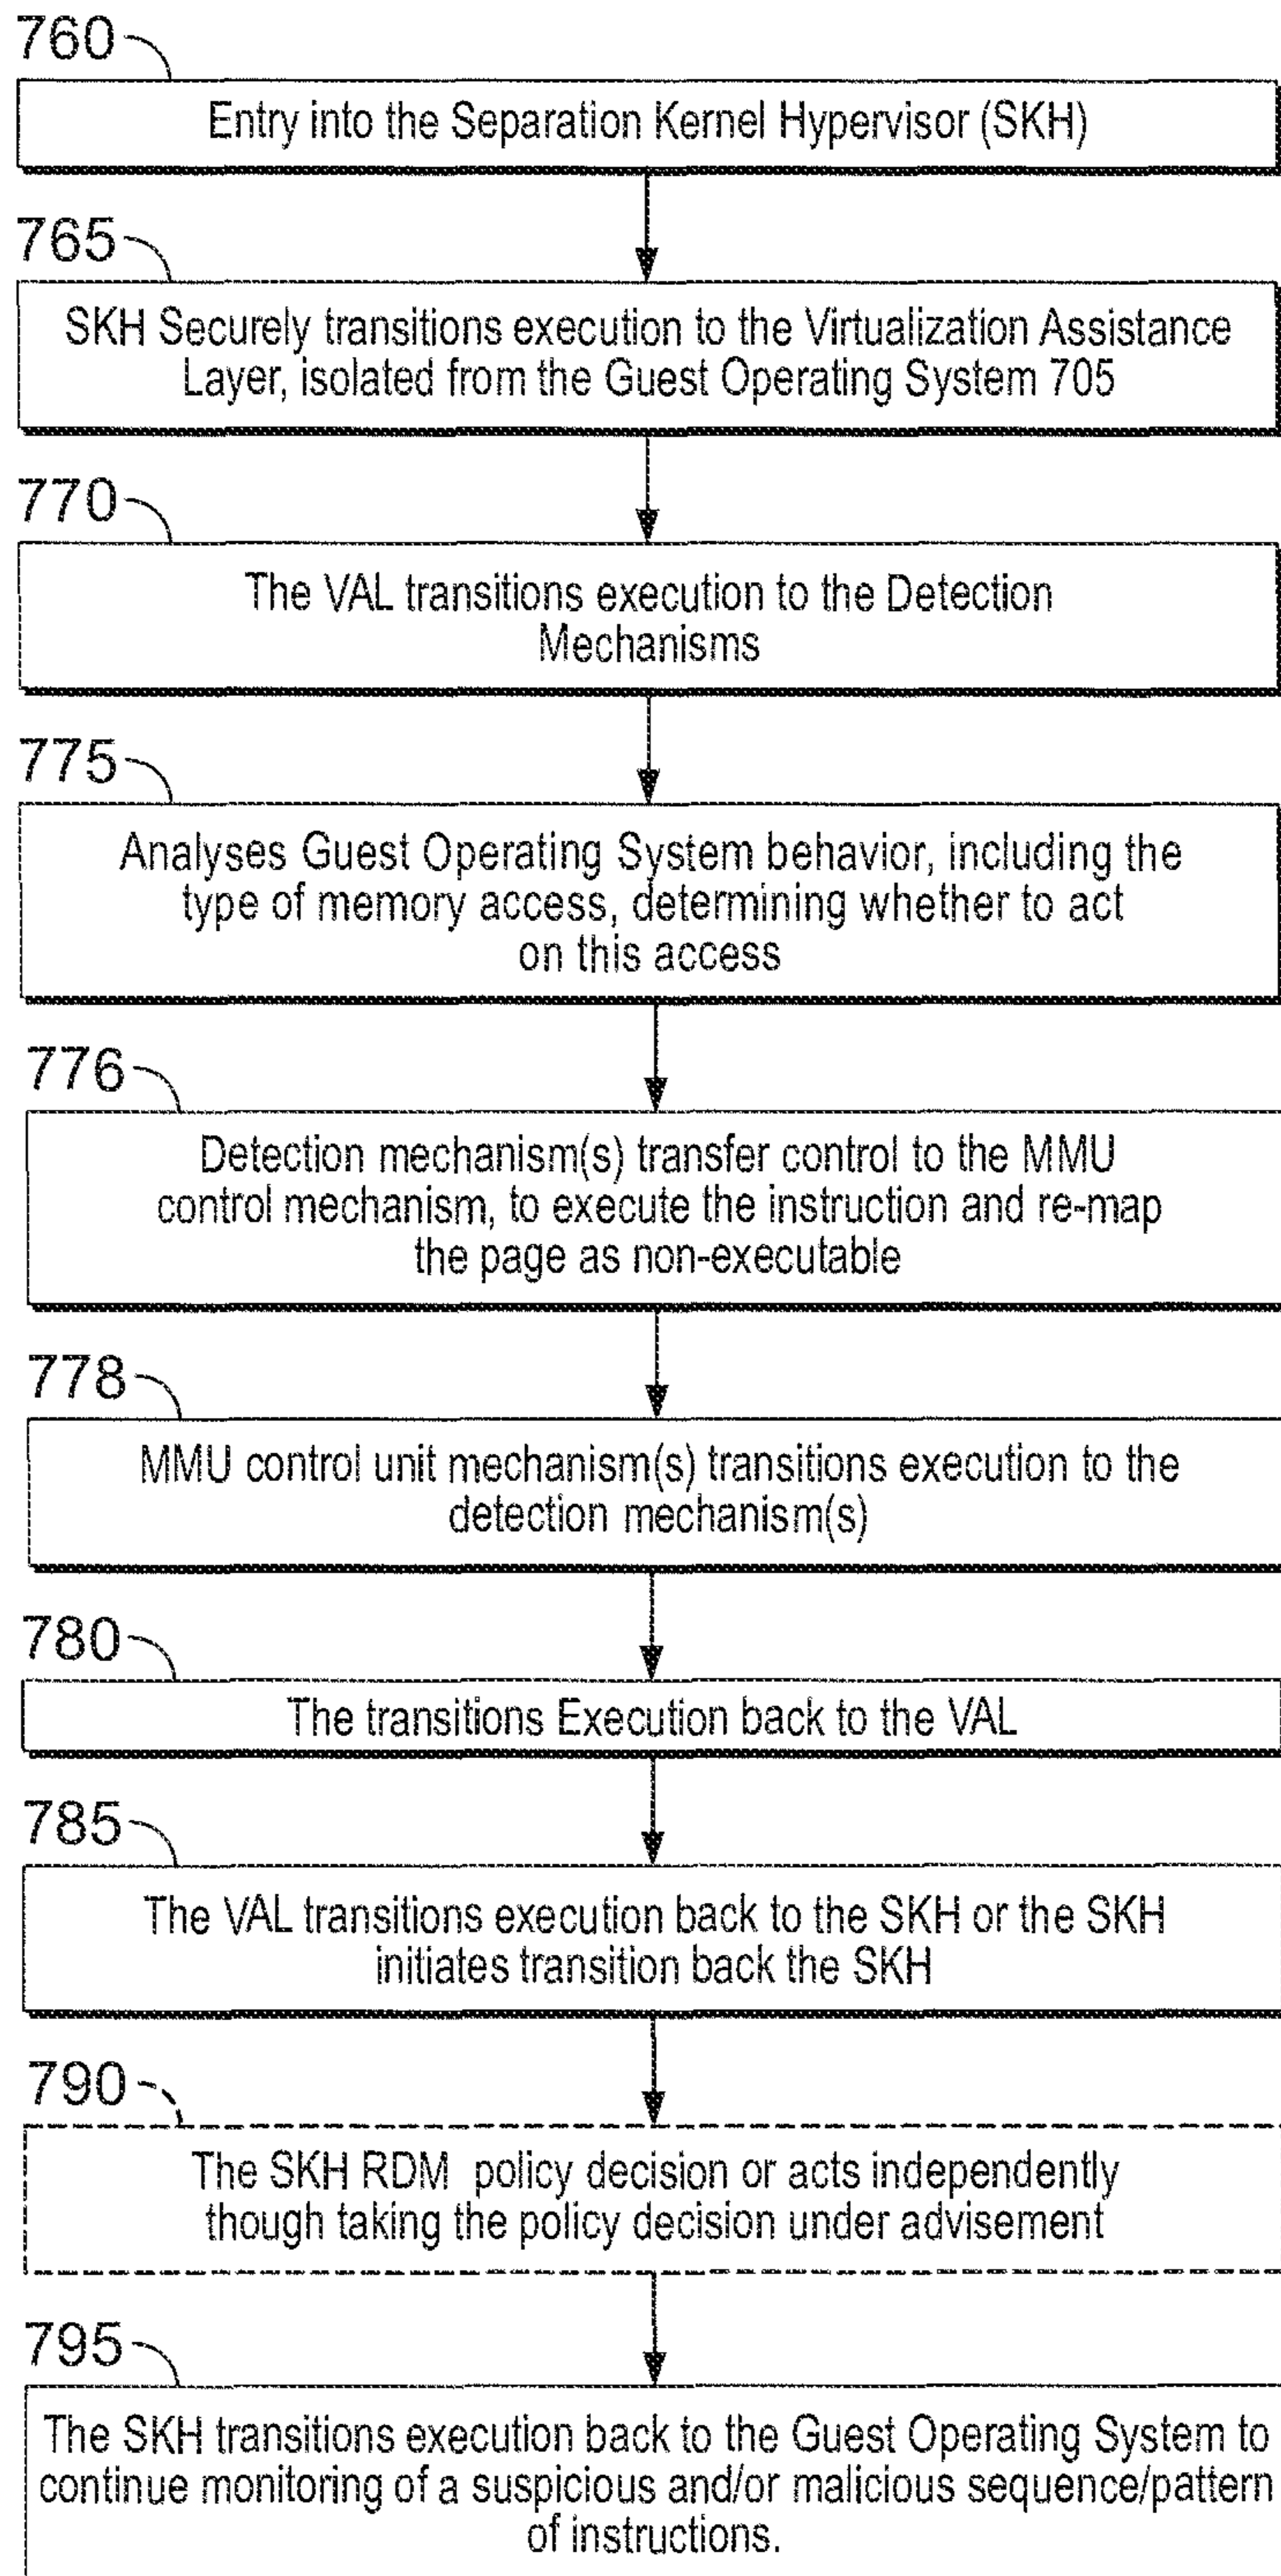 760
Entry into the Separation Kernel Hypervisor (SKH)
765
SKH Securely transitions execution to the Virtualization Assistance
Layer, isolated from the Guest Operating System 705
770
The VAL transitions execution to the Detection
Mechanisms
775
Analyses Guest Operating System behavior, including the
type of memory access, determining whether to act
on this access
776
Detection mechanism(s) transfer control to the MMU
control mechanism, to execute the instruction and re-map
the page as non-executable
778
MMU control unit mechanism(s) transitions execution to the
detection mechanism(s)
780
The transitions Execution back to the VAL
785
The VAL transitions execution back to the SKH or the SKH
initiates transition back the SKH
790
The SKH RDM policy decision or acts independently
though taking the policy decision under advisement
795
The SKH transitions execution back to the Guest Operating System to
continue monitoring of a suspicious and/or malicious sequence/pattern
of instructions.